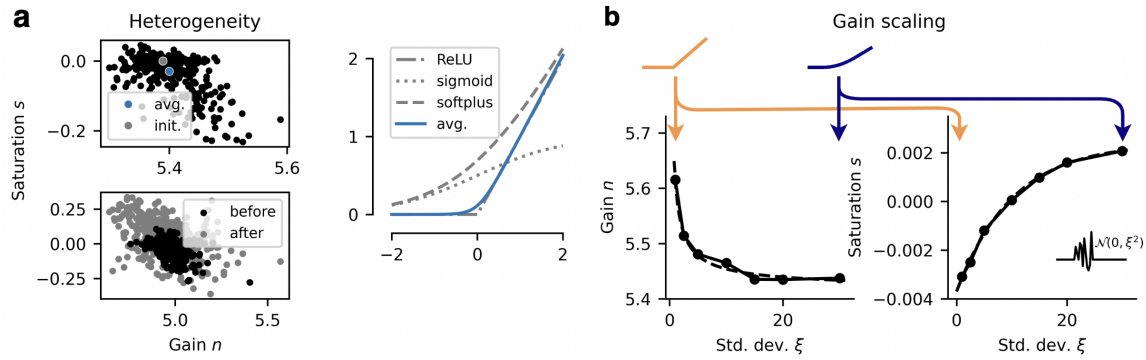 a
Heterogeneity
Saturation s
0.0
−0.2
avg.
init.
5.4
5.6
0.25
0.00
−0.25
before
after
5.0
5.5
Gain n
2
1
0
ReLU
sigmoid
softplus
avg.
−2
0
2
b
Gain scaling
Gain n
5.7
5.6
5.5
5.4
0
20
Std. dev. ξ
Saturation s
0.002
0.000
−0.002
−0.004
𝒩(0, ξ²)
0
20
Std. dev. ξ